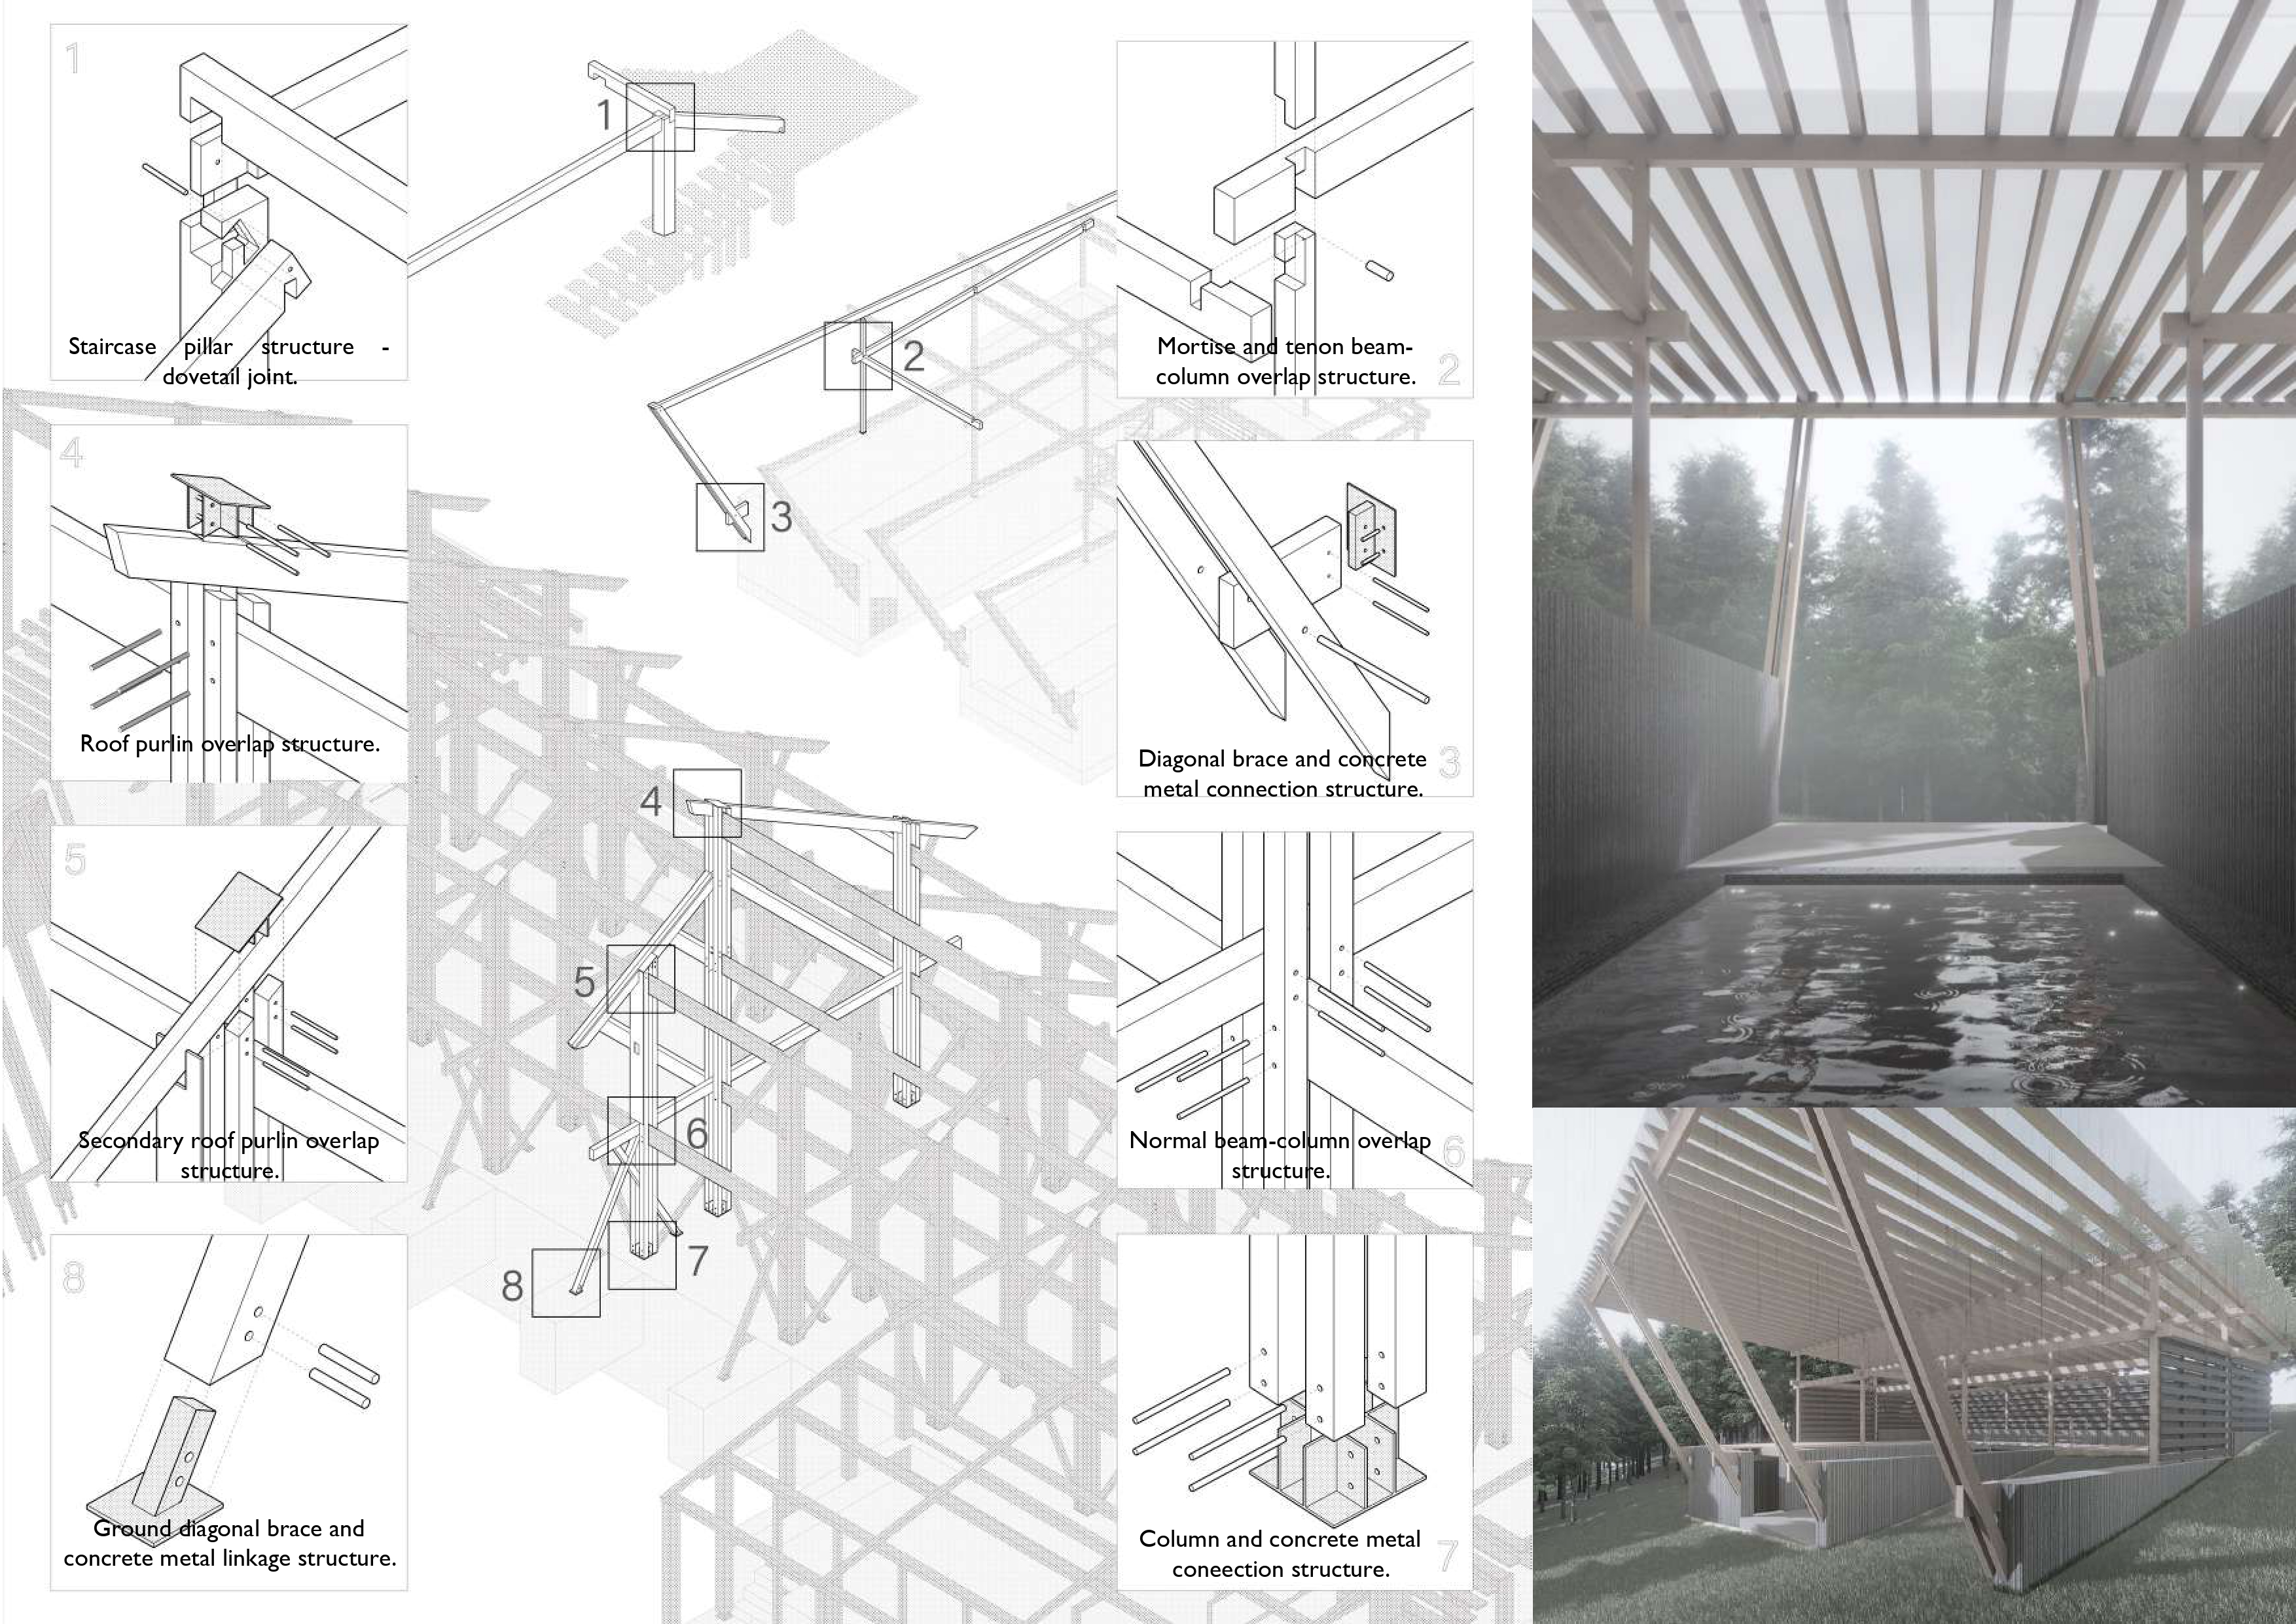 1
Staircase pillar structure -
dovetail joint.
1
2
3
Mortise and tenon beam-
column overlap structure.
2
4
Roof purlin overlap structure.
Diagonal brace and concrete
metal connection structure.
3
4
5
6
7
8
5
Secondary roof purlin overlap
structure.
Normal beam-column overlap
structure.
6
8
Ground diagonal brace and
concrete metal linkage structure.
Column and concrete metal
coneection structure.
7